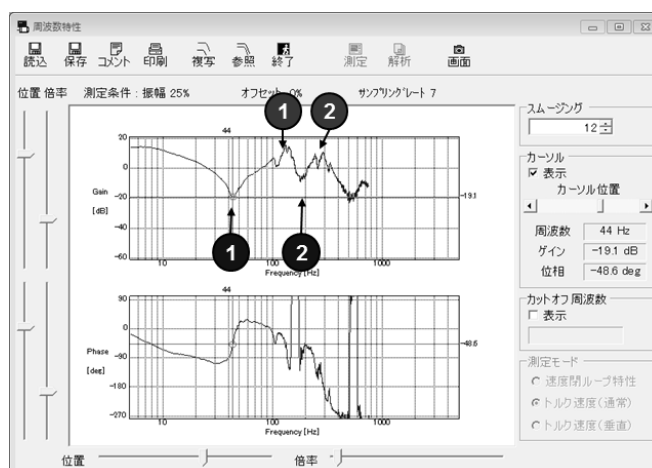 周波数特性
読込 保存 コメント 印刷 複写 参照 終了 測定 解析 画面
位置 倍率 測定条件：振幅 25% オフセット 0% サンプリングレート 7
スムージング
12
カーソル
表示
カーソル位置
周波数 44 Hz
ゲイン -19.1 dB
位相 -48.6 deg
カットオフ周波数
表示
測定モード
速度閉ループ特性
トルク速度(通常)
トルク速度(垂直)
1 2
44
20
0
Gain
-20
-19.1
[dB]
-40
-60
1 2
10 100 1000
Frequency[Hz]
44
90
0
-48.6
Phase
-90
[deg]
-180
-270
10 100 1000
Frequency[Hz]
位置 倍率